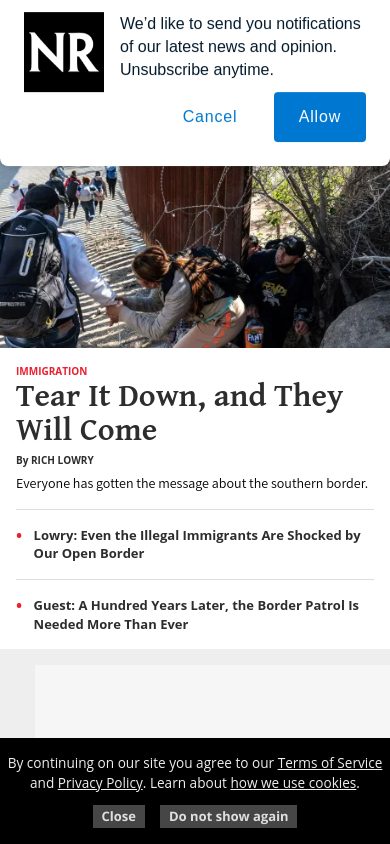 NR
We’d like to send you notifications
of our latest news and opinion.
Unsubscribe anytime.
Cancel
Allow
FANTA
IMMIGRATION
Tear It Down, and They
Will Come
By RICH LOWRY
Everyone has gotten the message about the southern border.
• Lowry: Even the Illegal Immigrants Are Shocked by
Our Open Border
• Guest: A Hundred Years Later, the Border Patrol Is
Needed More Than Ever
By continuing on our site you agree to our Terms of Service
and Privacy Policy. Learn about how we use cookies.
Close
Do not show again